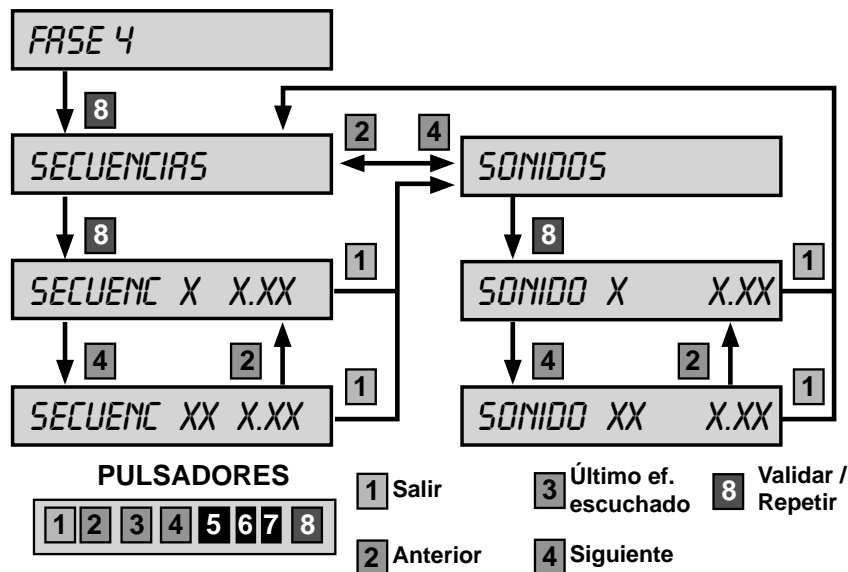 FASE 4
8
2 4
SECUENCIAS
SONIDOS
8
8
1
1
SECUENC X X.XX
SONIDO X X.XX
4 2
4 2
1
1
SECUENC XX X.XX
SONIDO XX X.XX
PULSADORES
1 2 3 4 5 6 7 8
1 Salir
3 Último ef. escuchado
8 Validar / Repetir
2 Anterior
4 Siguiente